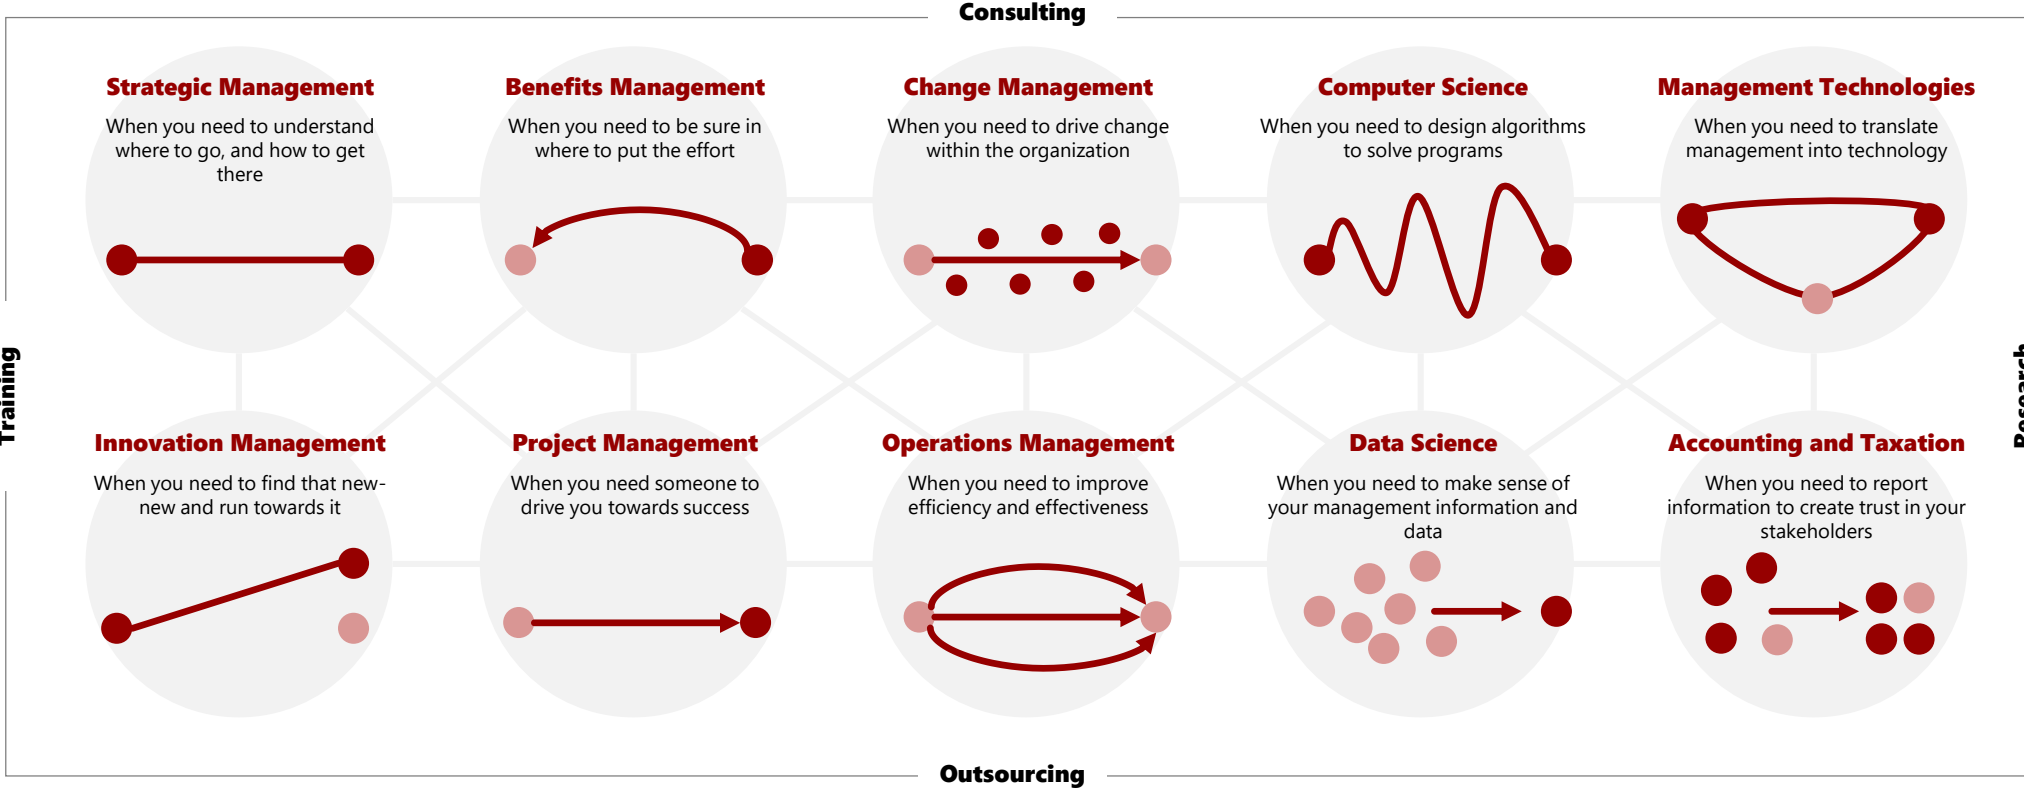 Consulting
Strategic Management
When you need to understand
where to go, and how to get
there
Benefits Management
When you need to be sure in
where to put the effort
Change Management
When you need to drive change
within the organization
Computer Science
When you need to design algorithms
to solve programs
Management Technologies
When you need to translate
management into technology
Training
Research
Innovation Management
When you need to find that new-
new and run towards it
Project Management
When you need someone to
drive you towards success
Operations Management
When you need to improve
efficiency and effectiveness
Data Science
When you need to make sense of
your management information and
data
Accounting and Taxation
When you need to report
information to create trust in your
stakeholders
Outsourcing